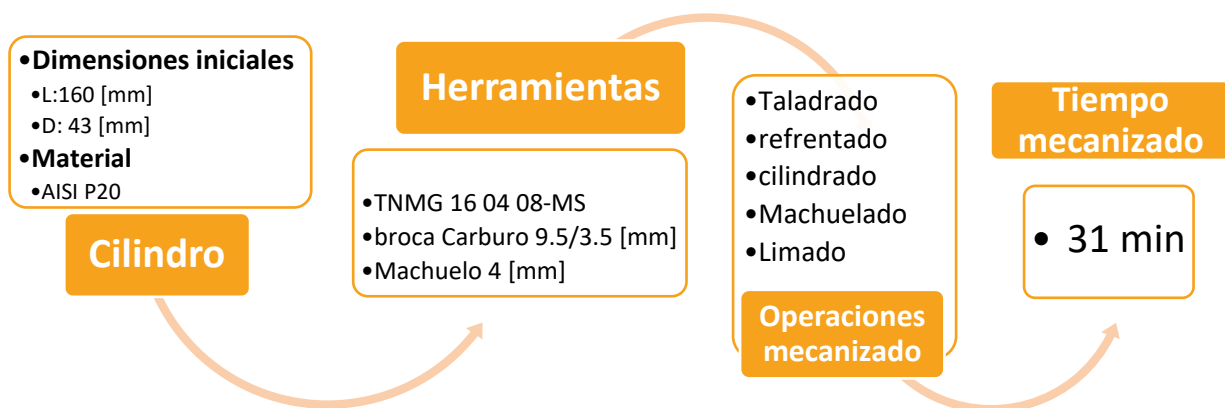 •Dimensiones iniciales
•L:160 [mm]
•D: 43 [mm]
•Material
•AISI P20
Cilindro
Herramientas
•TNMG 16 04 08-MS
•broca Carburo 9.5/3.5 [mm]
•Machuelo 4 [mm]
•Taladrado
•refrentado
•cilindrado
•Machuelado
•Limado
Operaciones
mecanizado
Tiempo
mecanizado
• 31 min